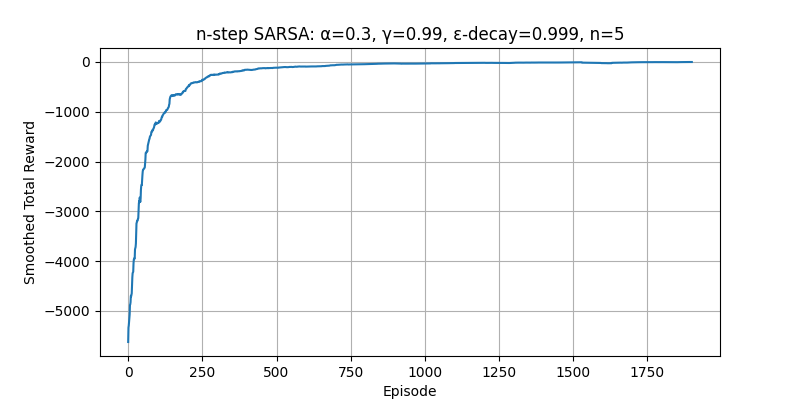 n-step SARSA: α=0.3, γ=0.99, ε-decay=0.999, n=5
Smoothed Total Reward
0
−1000
−2000
−3000
−4000
−5000
0 250 500 750 1000 1250 1500 1750
Episode